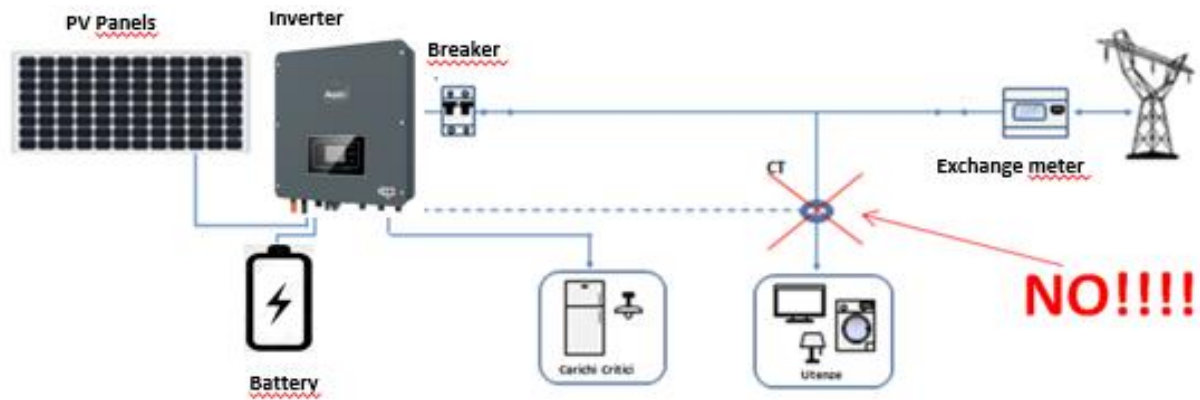 PV Panels
Inverter
Breaker
Exchange meter
CT
NO!!!!
Battery
Carichi Critici
Utenze